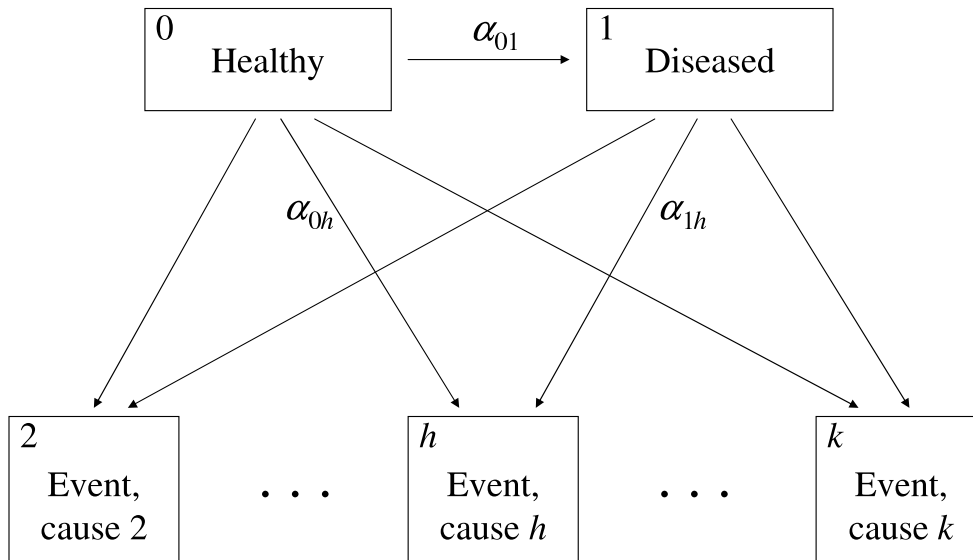 0
Healthy
α01
1
Diseased
α0h
α1h
2
Event,
cause 2
. . .
h
Event,
cause h
. . .
k
Event,
cause k